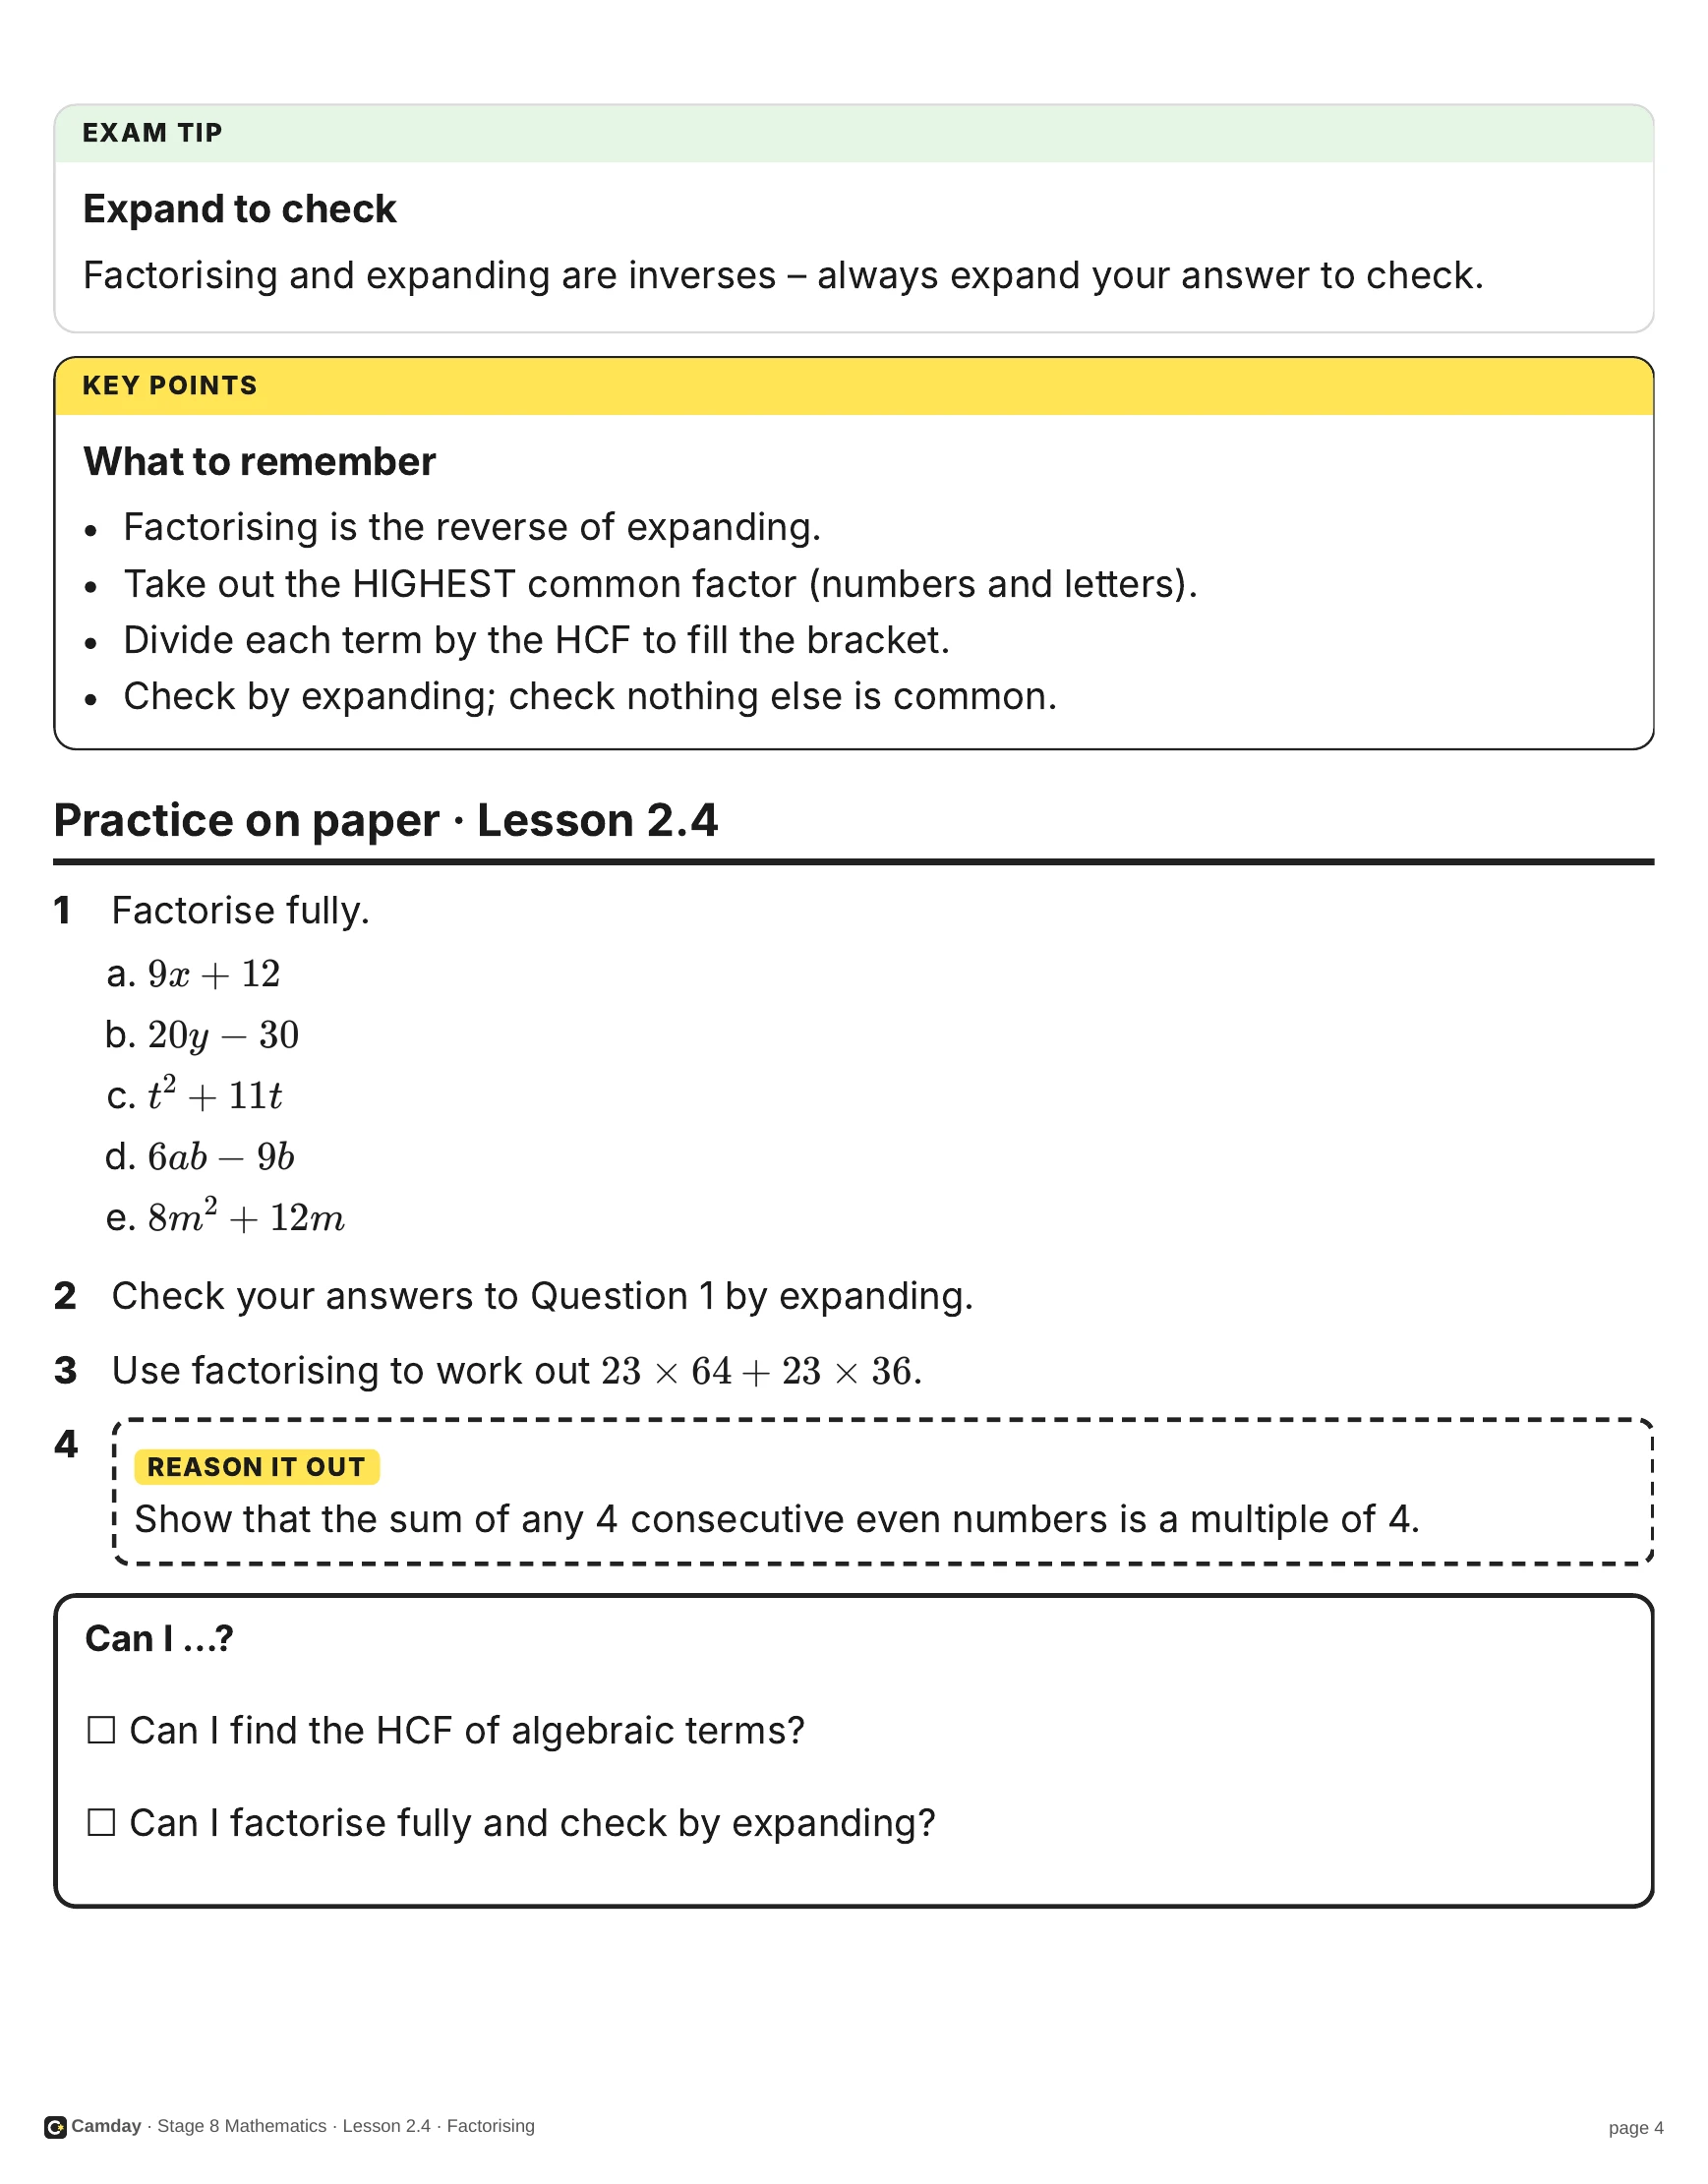 EXAM TIP
Expand to check
Factorising and expanding are inverses – always expand your answer to check.
KEY POINTS
What to remember
• Factorising is the reverse of expanding.
• Take out the HIGHEST common factor (numbers and letters).
• Divide each term by the HCF to fill the bracket.
• Check by expanding; check nothing else is common.
Practice on paper · Lesson 2.4
1 Factorise fully.
a. 9x + 12
b. 20y − 30
c. t² + 11t
d. 6ab − 9b
e. 8m² + 12m
2 Check your answers to Question 1 by expanding.
3 Use factorising to work out 23 × 64 + 23 × 36.
4
REASON IT OUT
Show that the sum of any 4 consecutive even numbers is a multiple of 4.
Can I ...?
☐ Can I find the HCF of algebraic terms?
☐ Can I factorise fully and check by expanding?
Camday · Stage 8 Mathematics · Lesson 2.4 · Factorising
page 4